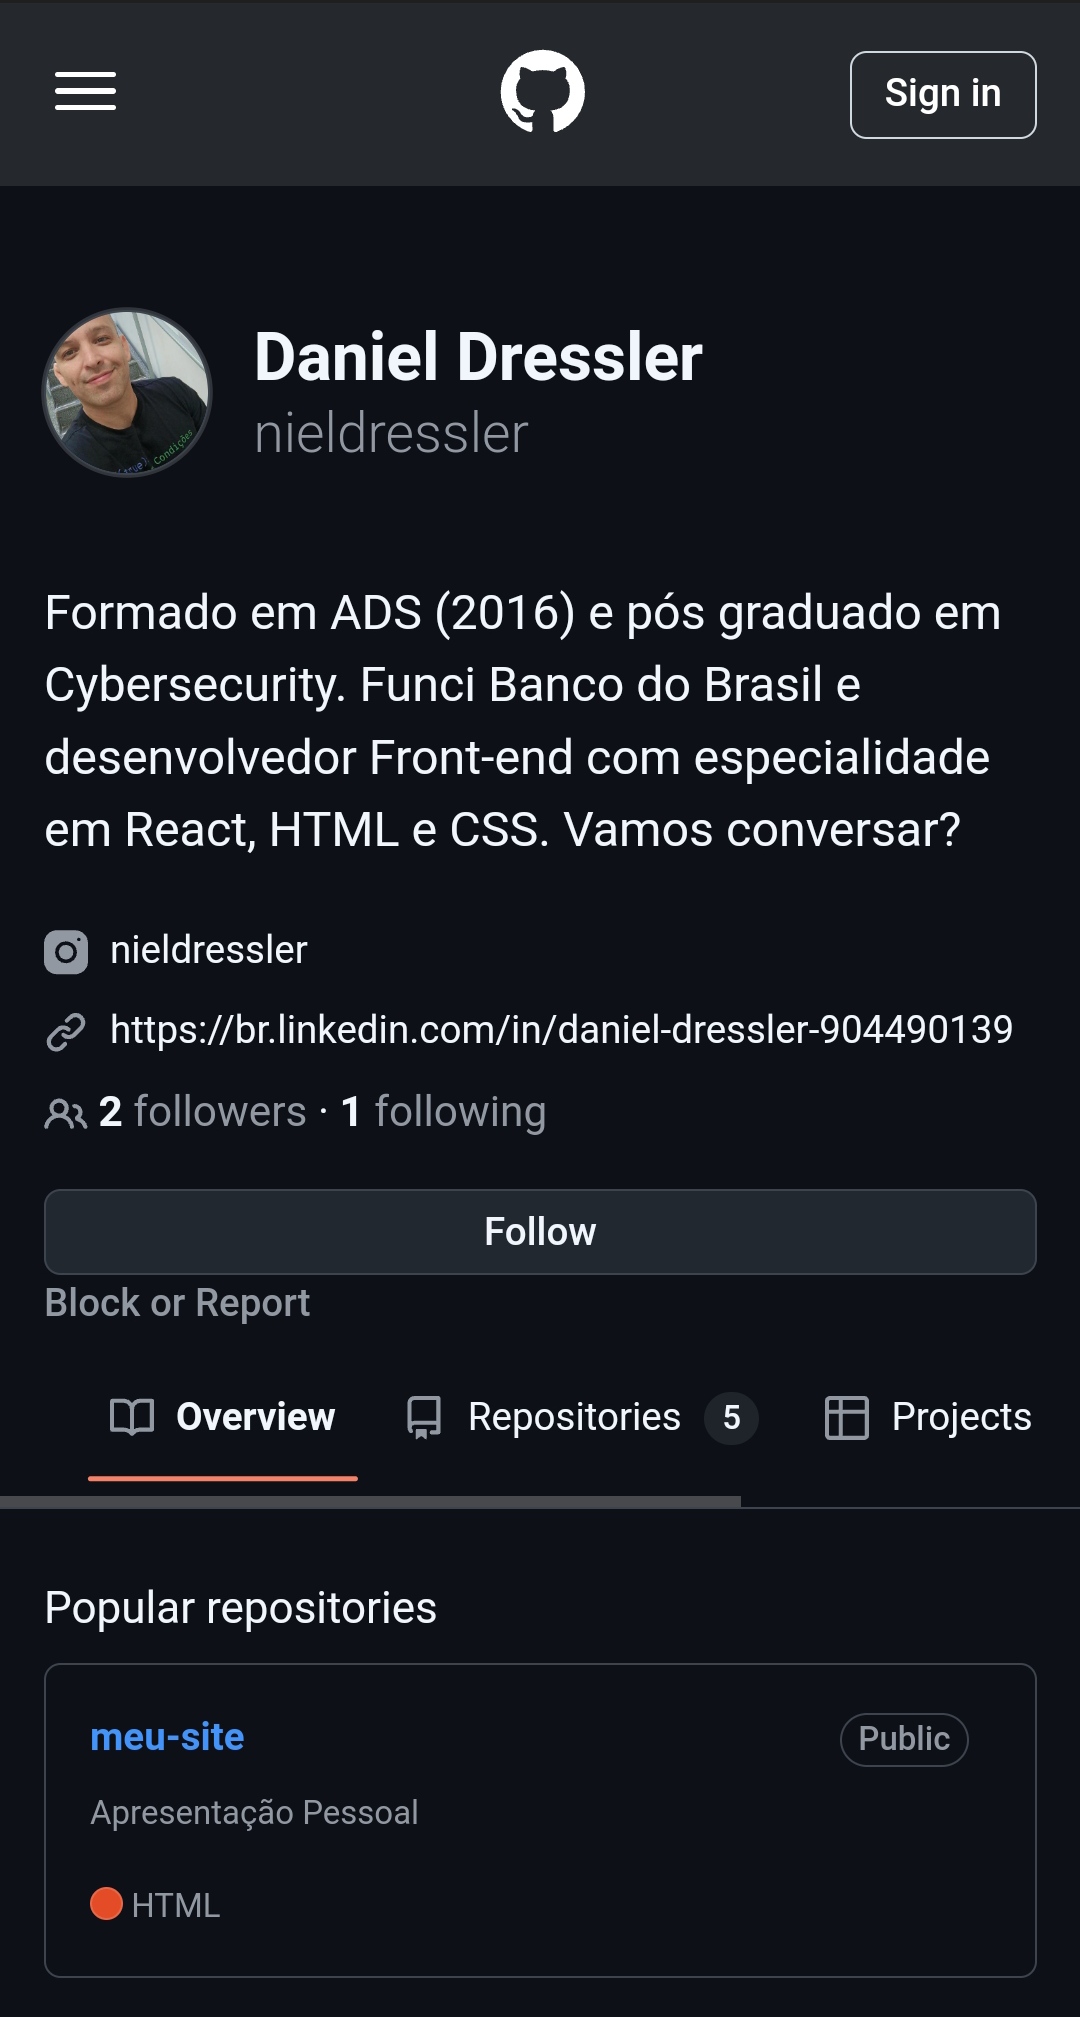 Sign in
Daniel Dressler
nieldressler
Formado em ADS (2016) e pós graduado em
Cybersecurity. Funci Banco do Brasil e
desenvolvedor Front-end com especialidade
em React, HTML e CSS. Vamos conversar?
nieldressler
https://br.linkedin.com/in/daniel-dressler-904490139
2 followers · 1 following
Follow
Block or Report
Overview Repositories 5 Projects
Popular repositories
meu-site Public
Apresentação Pessoal
HTML